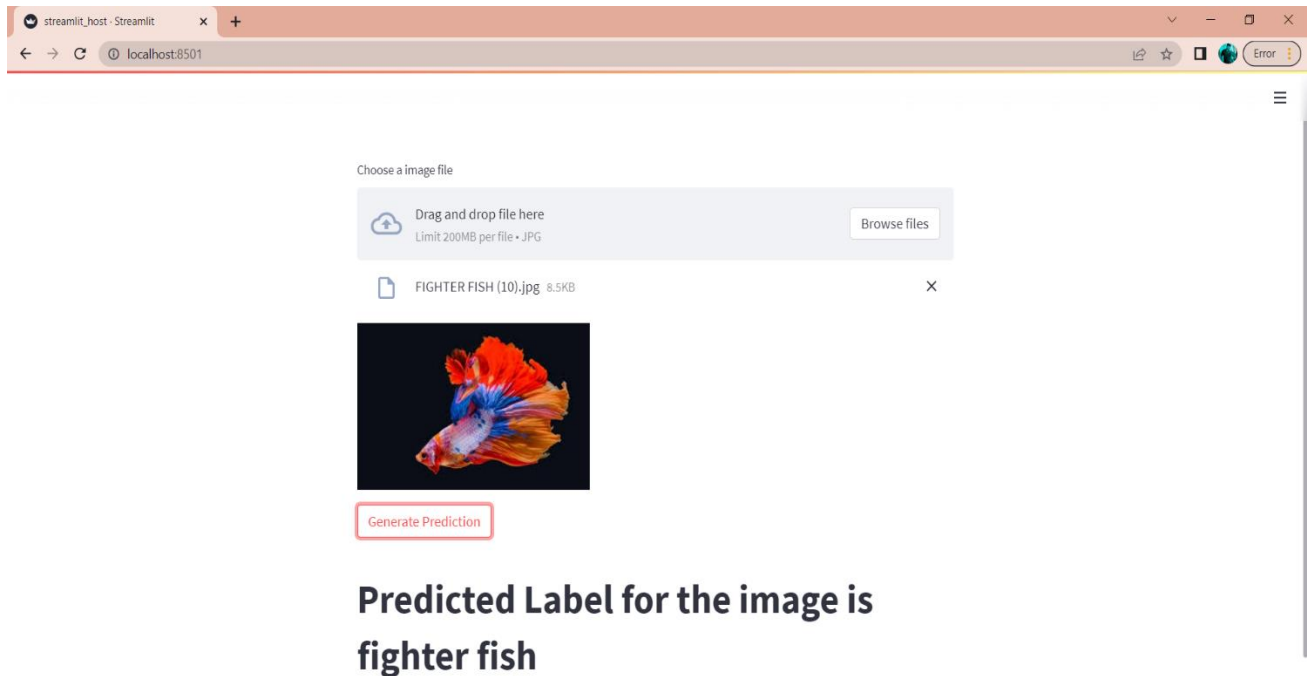 streamlit_host · Streamlit
localhost:8501
Error
Choose a image file
Drag and drop file here
Limit 200MB per file • JPG
Browse files
FIGHTER FISH (10).jpg 8.5KB
Generate Prediction
Predicted Label for the image is
fighter fish